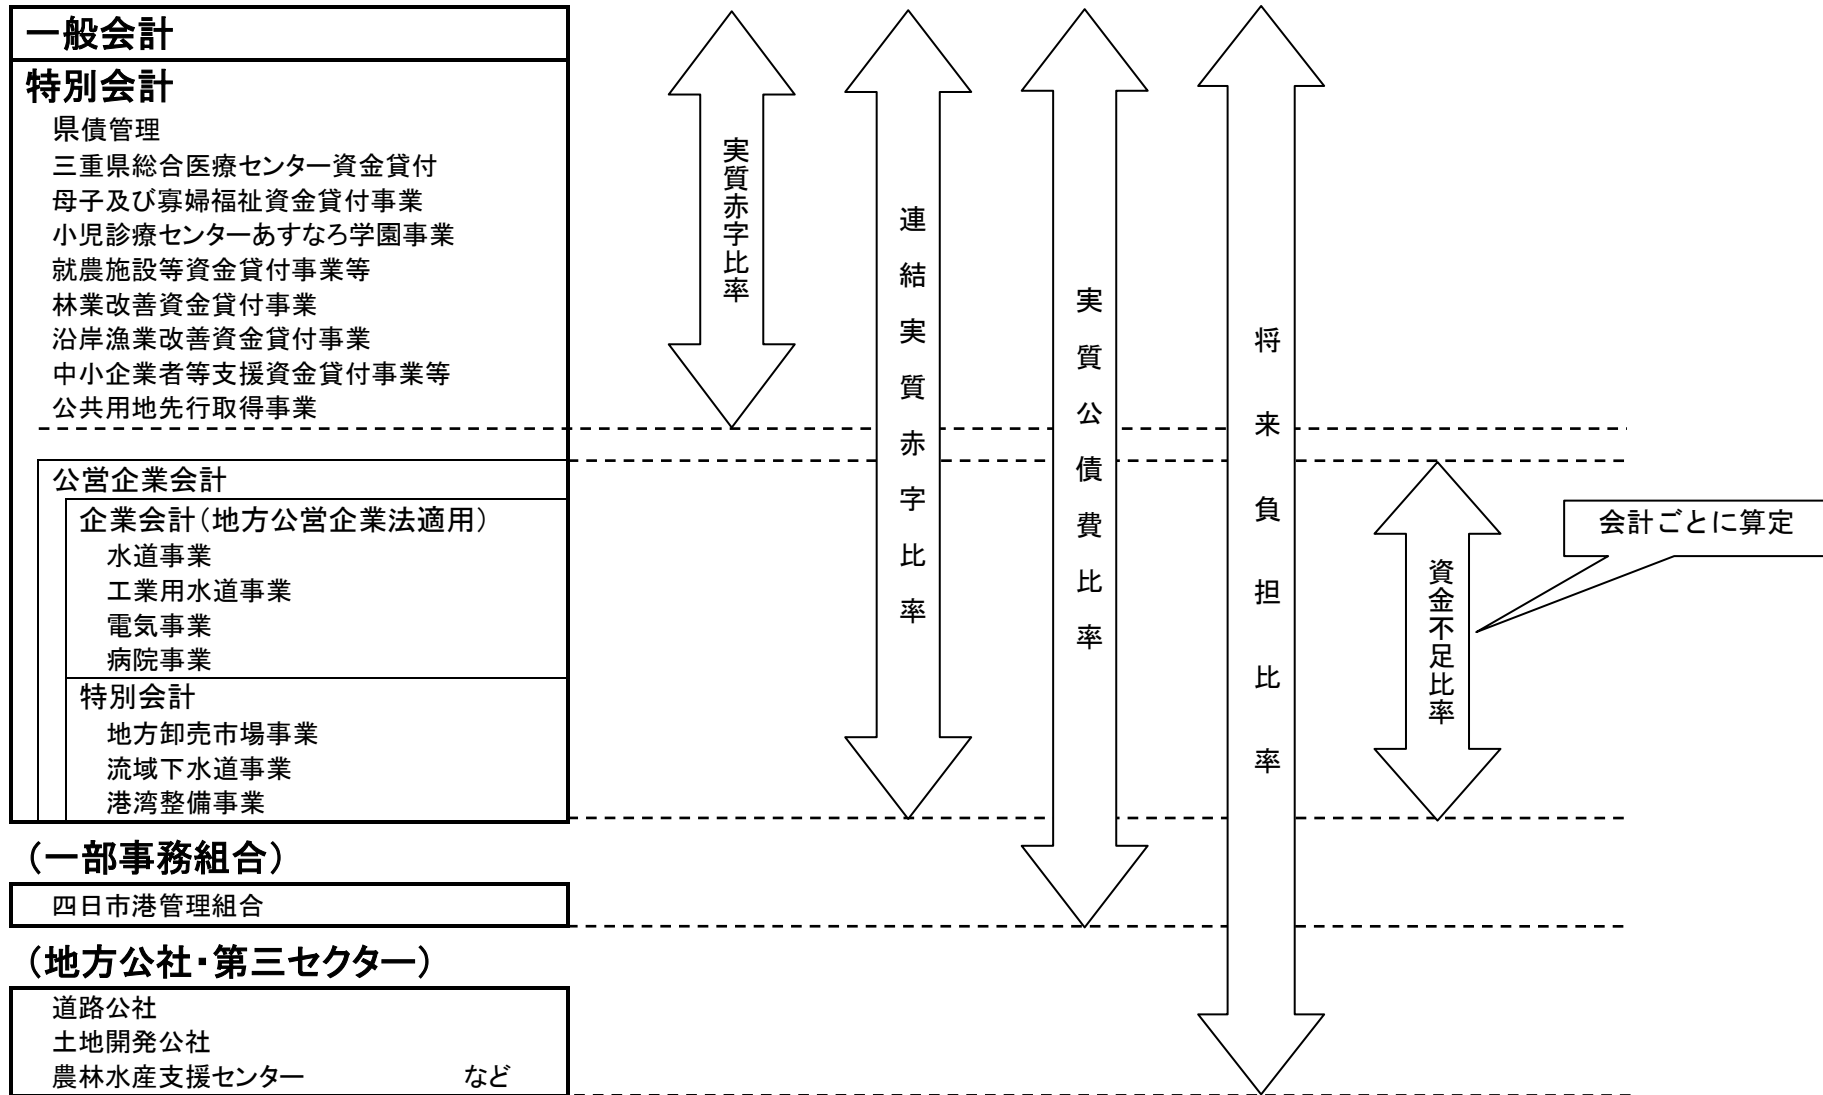 一般会計
特別会計
県債管理
三重県総合医療センター資金貸付
母子及び寡婦福祉資金貸付事業
小児診療センターあすなろ学園事業
就農施設等資金貸付事業等
林業改善資金貸付事業
沿岸漁業改善資金貸付事業
中小企業者等支援資金貸付事業等
公共用地先行取得事業
公営企業会計
企業会計（地方公営企業法適用）
水道事業
工業用水道事業
電気事業
病院事業
特別会計
地方卸売市場事業
流域下水道事業
港湾整備事業
（一部事務組合）
四日市港管理組合
（地方公社・第三セクター）
道路公社
土地開発公社
農林水産支援センター　　　　　　など
実質赤字比率
連結実質赤字比率
実質公債費比率
将来負担比率
資金不足比率
会計ごとに算定